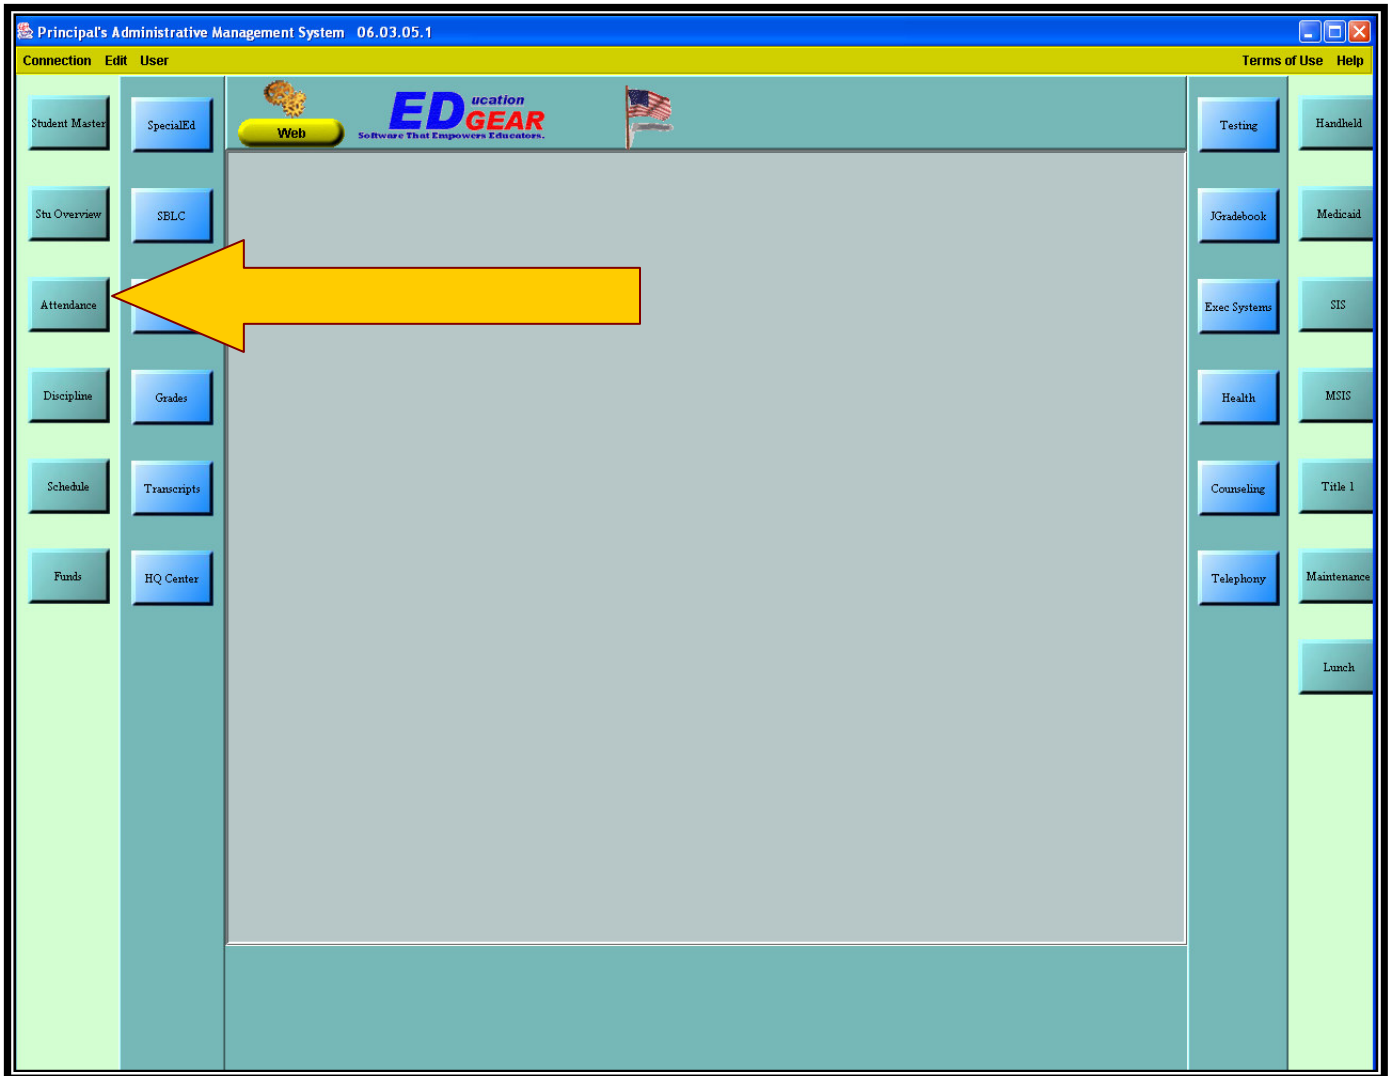 Principal's Administrative Management System 06.03.05.1
Connection Edit User Terms of Use Help
Student Master
Stu Overview
Attendance
Discipline
Schedule
Funds
SpecialEd
SBLC
Grades
Transcripts
HQ Center
Web
EDucation
GEAR
Software That Empowers Educators.
Testing
JGradebook
Exec Systems
Health
Counseling
Telephony
Handheld
Medicaid
SIS
MSIS
Title 1
Maintenance
Lunch